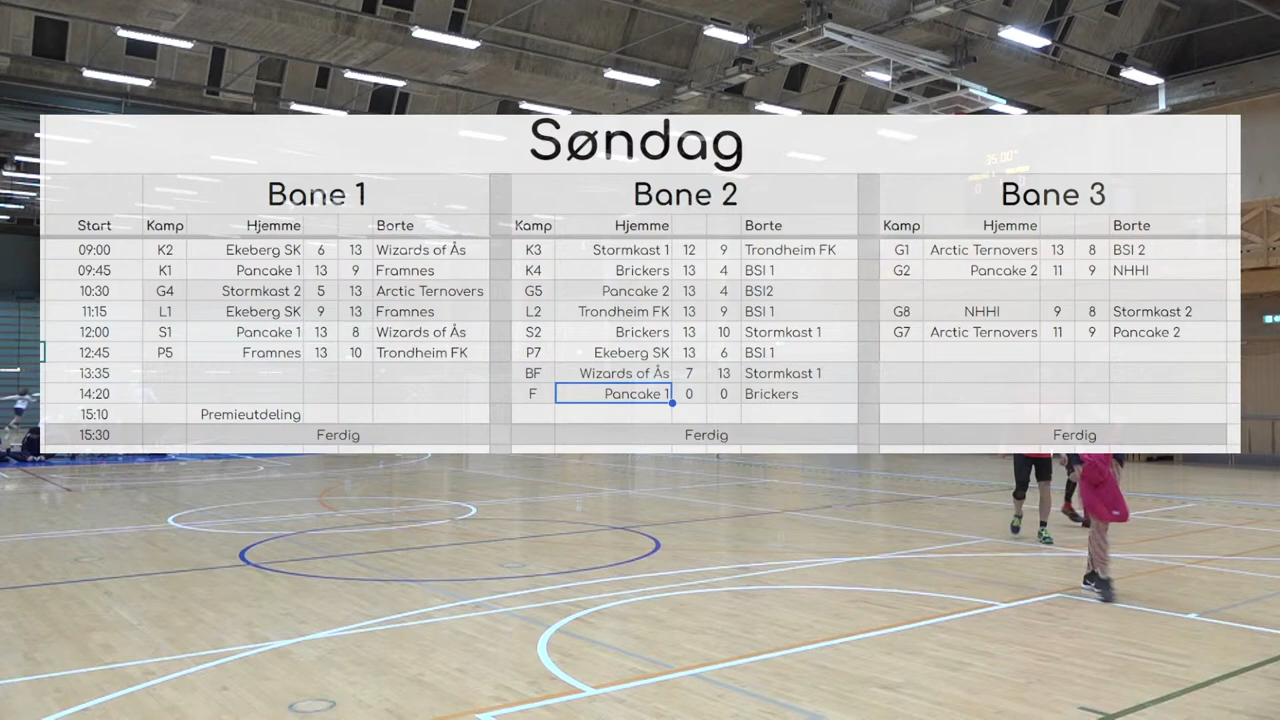 Søndag
Bane 1 Bane 2 Bane 3
Start Kamp Hjemme Borte Kamp Hjemme Borte Kamp Hjemme Borte
09:00 K2 Ekeberg SK 6 13 Wizards of Ås K3 Stormkast 1 12 9 Trondheim FK G1 Arctic Ternovers 13 8 BSI 2
09:45 K1 Pancake 1 13 9 Framnes K4 Brickers 13 4 BSI 1 G2 Pancake 2 11 9 NHHI
10:30 G4 Stormkast 2 5 13 Arctic Ternovers G5 Pancake 2 13 4 BSI2
11:15 L1 Ekeberg SK 9 13 Framnes L2 Trondheim FK 13 9 BSI 1 G8 NHHI 9 8 Stormkast 2
12:00 S1 Pancake 1 13 8 Wizards of Ås S2 Brickers 13 10 Stormkast 1 G7 Arctic Ternovers 11 9 Pancake 2
12:45 P5 Framnes 13 10 Trondheim FK P7 Ekeberg SK 13 6 BSI 1
13:35 BF Wizards of Ås 7 13 Stormkast 1
14:20 F Pancake 1 0 0 Brickers
15:10 Premieutdeling
15:30 Ferdig Ferdig Ferdig